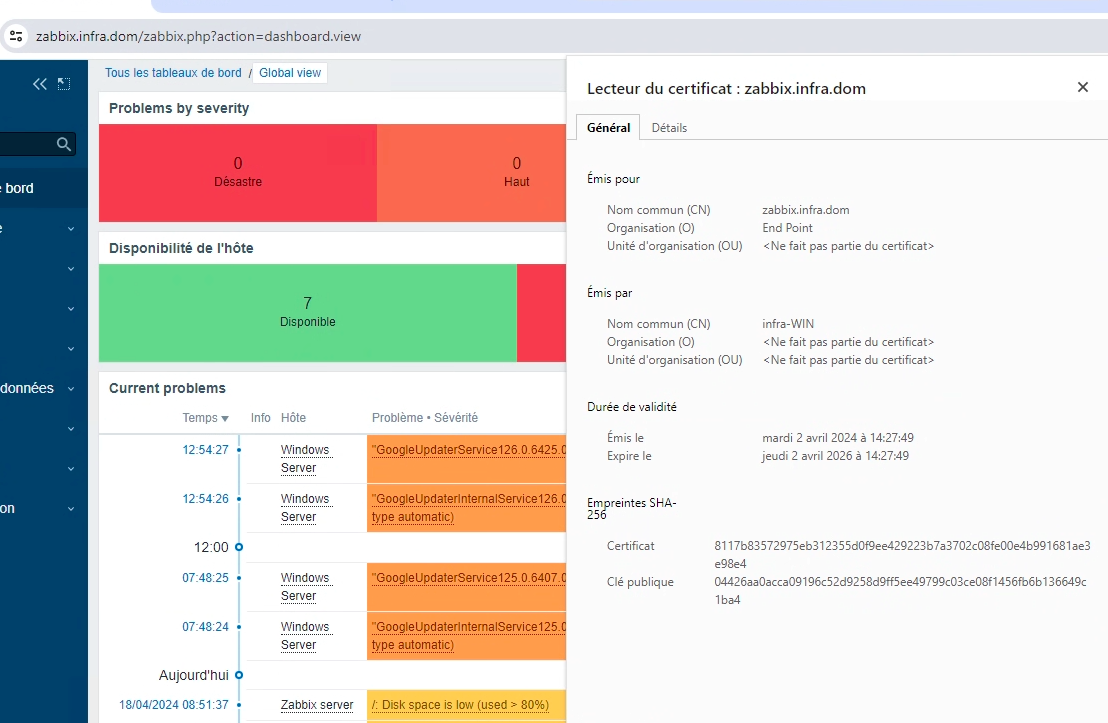 zabbix.infra.dom/zabbix.php?action=dashboard.view
Tous les tableaux de bord / Global view
Problems by severity
0
Désastre
0
Haut
Disponibilité de l'hôte
7
Disponible
Current problems
Temps Info Hôte Problème • Sévérité
12:54:27 Windows Server "GoogleUpdaterService126.0.6425.0
12:54:26 Windows Server "GoogleUpdaterInternalService126.0
type automatic)
12:00
07:48:25 Windows Server "GoogleUpdaterService125.0.6407.0
07:48:24 Windows Server "GoogleUpdaterInternalService125.0
type automatic)
Aujourd'hui
18/04/2024 08:51:37 Zabbix server /: Disk space is low (used > 80%)
bord
données
on
Lecteur du certificat : zabbix.infra.dom
Général Détails
Émis pour
Nom commun (CN) zabbix.infra.dom
Organisation (O) End Point
Unité d'organisation (OU) <Ne fait pas partie du certificat>
Émis par
Nom commun (CN) infra-WIN
Organisation (O) <Ne fait pas partie du certificat>
Unité d'organisation (OU) <Ne fait pas partie du certificat>
Durée de validité
Émis le mardi 2 avril 2024 à 14:27:49
Expire le jeudi 2 avril 2026 à 14:27:49
Empreintes SHA-
256
Certificat 8117b83572975eb312355d0f9ee429223b7a3702c08fe00e4b991681ae3
e98e4
Clé publique 04426aa0acca09196c52d9258d9ff5ee49799c03ce08f1456fb6b136649c
1ba4